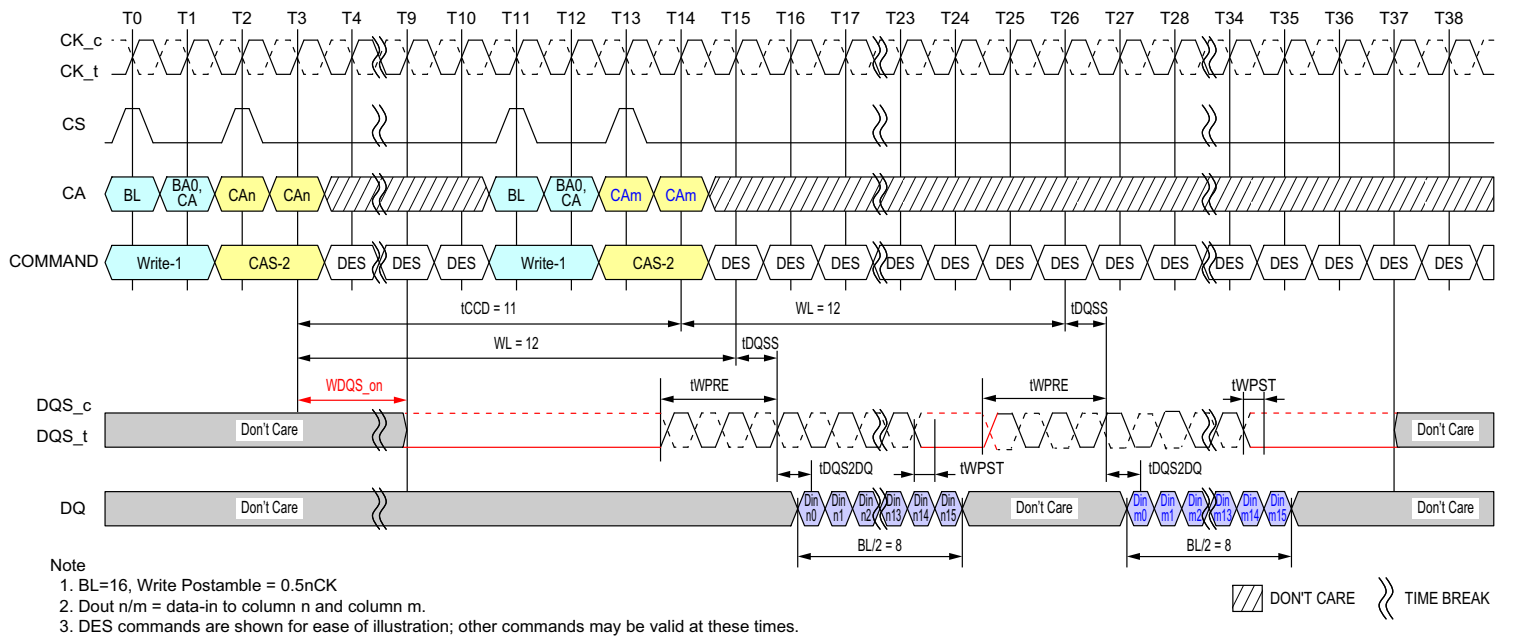 T0 T1 T2 T3 T4 T9 T10 T11 T12 T13 T14 T15 T16 T17 T23 T24 T25 T26 T27 T28 T34 T35 T36 T37 T38
CK_c
CK_t
CS
CA BL BA0, CA CAn CAn BL BA0, CA CAm CAm
COMMAND Write-1 CAS-2 DES DES DES Write-1 CAS-2 DES DES DES DES DES DES DES DES DES DES DES DES DES DES
tCCD = 11 WL = 12 tDQSS
WL = 12 tDQSS
WDQS_on tWPRE tWPRE tWPST
DQS_c
DQS_t Don't Care Don't Care
tDQS2DQ tWPST tDQS2DQ
DQ Don't Care Din n0 Din n1 Din n2 Din n13 Din n14 Din n15 Don't Care Din m0 Din m1 Din m2 Din m13 Din m14 Din m15 Don't Care
BL/2 = 8 BL/2 = 8
Note
1. BL=16, Write Postamble = 0.5nCK
2. Dout n/m = data-in to column n and column m.
3. DES commands are shown for ease of illustration; other commands may be valid at these times.
DON'T CARE TIME BREAK